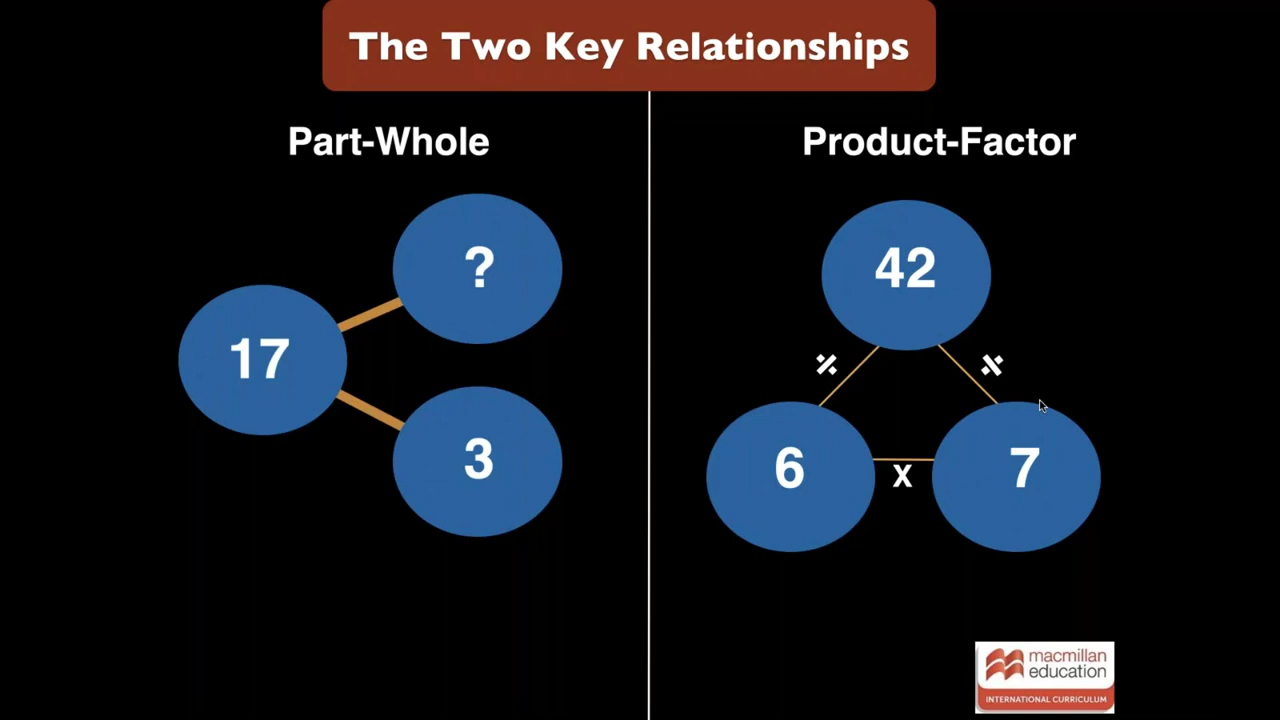 The Two Key Relationships
Part-Whole
17
?
3
Product-Factor
42
÷
÷
6
x
7
macmillan
education
INTERNATIONAL CURRICULUM